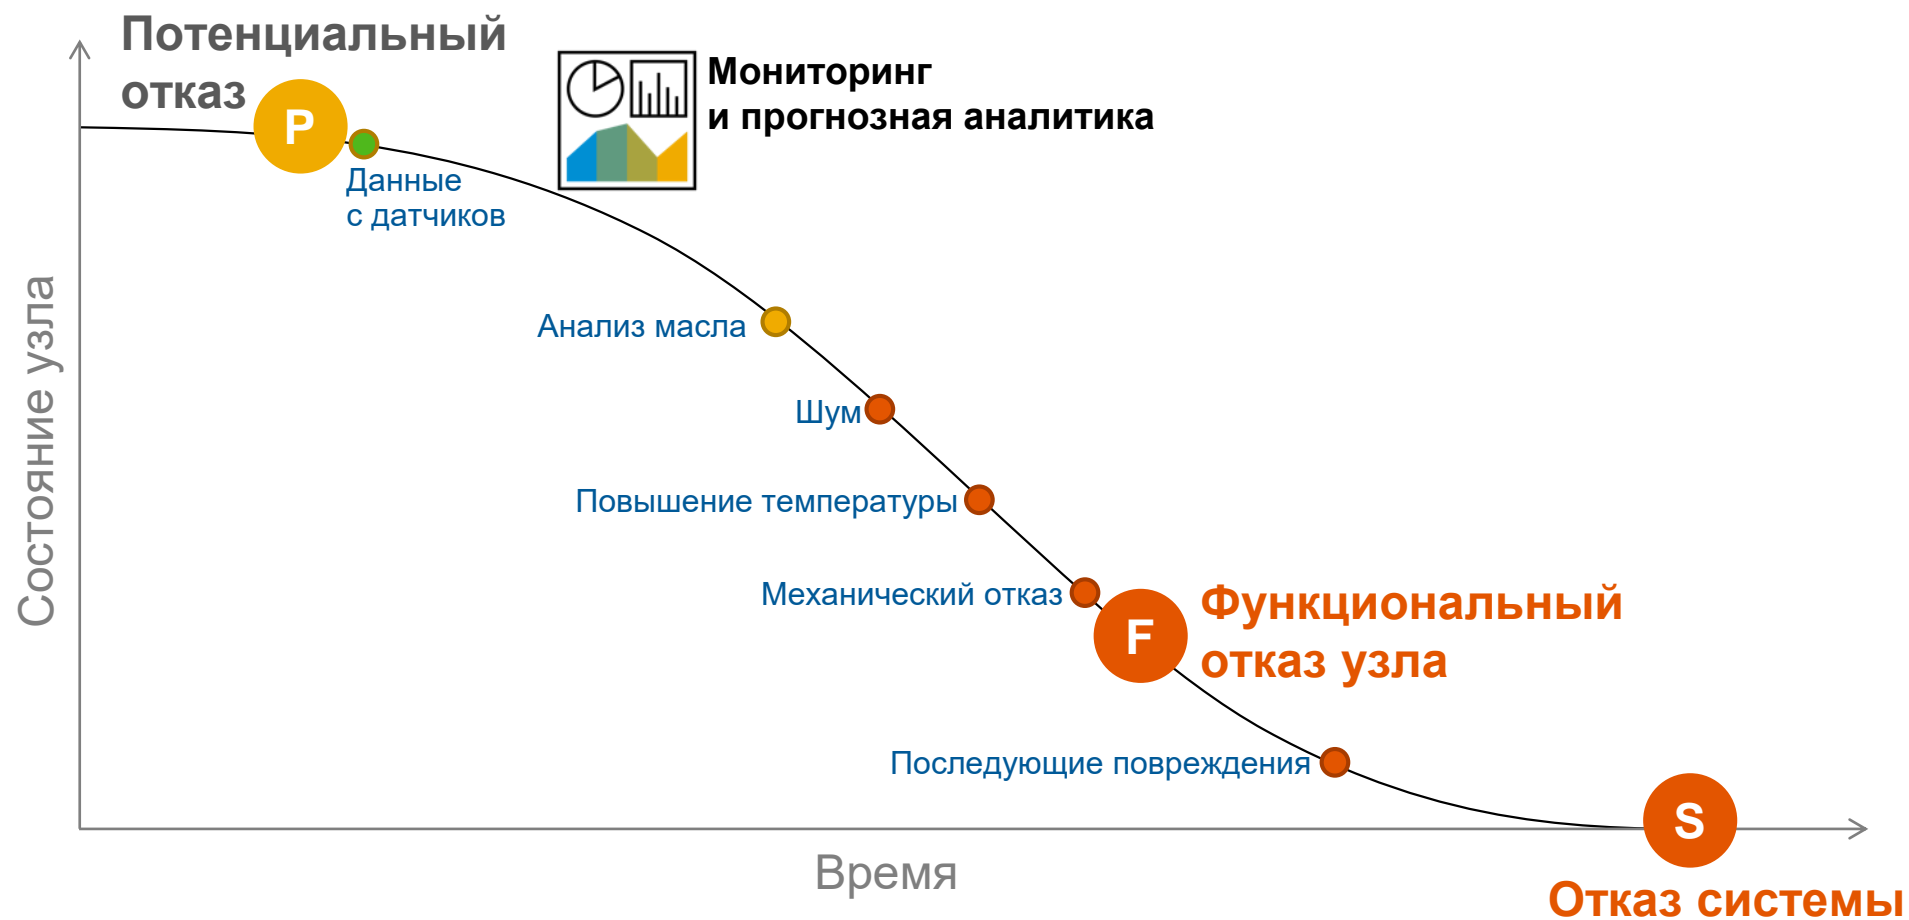 Потенциальный
отказ
P
Мониторинг
и прогнозная аналитика
Данные
с датчиков
Анализ масла
Шум
Повышение температуры
Механический отказ
F
Функциональный
отказ узла
Последующие повреждения
S
Отказ системы
Состояние узла
Время